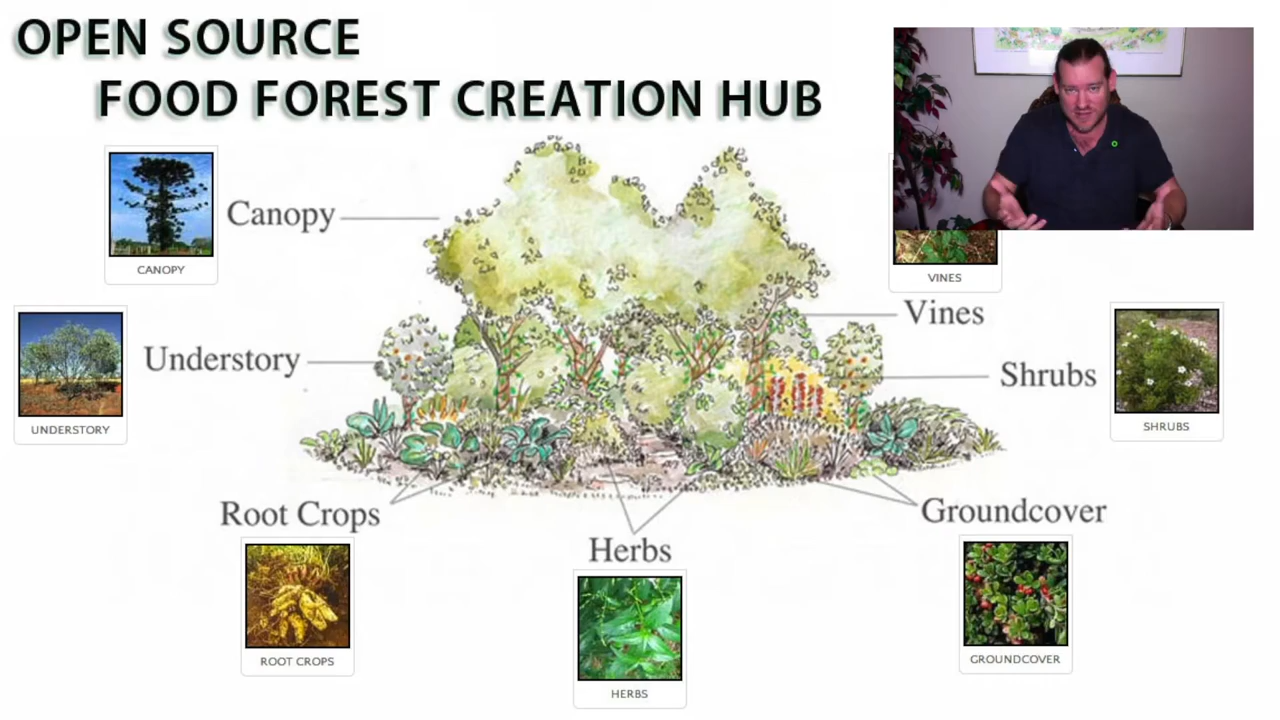 OPEN SOURCE
FOOD FOREST CREATION HUB
Canopy
CANOPY
VINES
Vines
Understory
UNDERSTORY
Shrubs
SHRUBS
Root Crops
ROOT CROPS
Herbs
HERBS
Groundcover
GROUNDCOVER